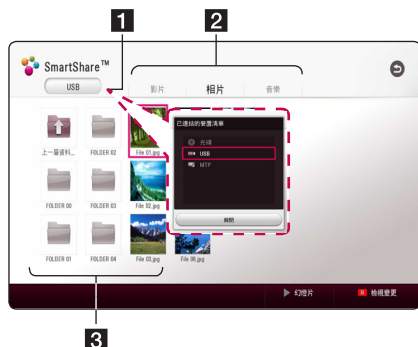 1
2
SmartShare™
USB
影片
相片
音樂
已連結的裝置清單
光碟
USB
MTP
關閉
上一層資料...
FOLDER 02
File 01.jpg
FOLDER 00
FOLDER 03
File 02.jpg
FOLDER 01
FOLDER 04
File 03.jpg
File 36.jpg
幻燈片
R 檢視變更
3